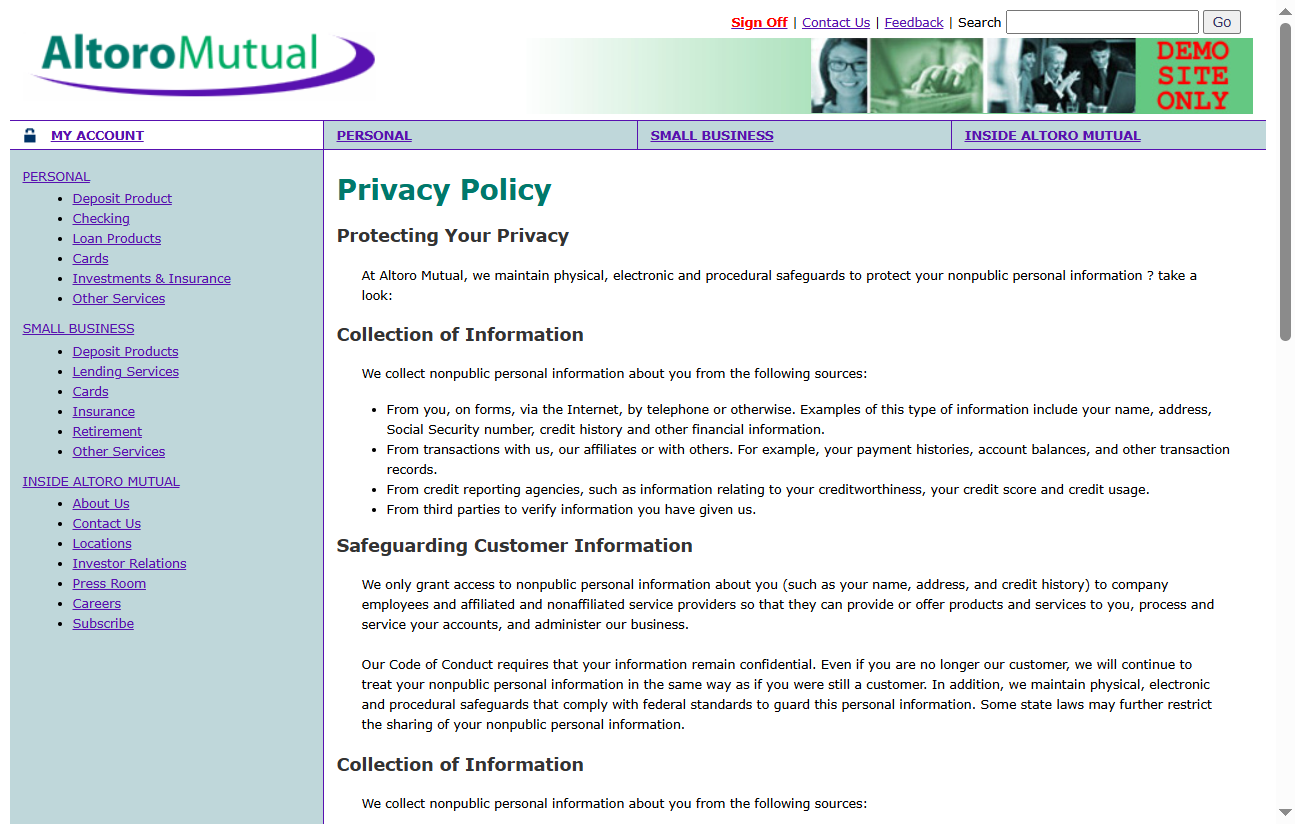 Sign Off | Contact Us | Feedback | Search Go
AltoroMutual
DEMO
SITE
ONLY
MY ACCOUNT PERSONAL SMALL BUSINESS INSIDE ALTORO MUTUAL
PERSONAL
• Deposit Product
• Checking
• Loan Products
• Cards
• Investments & Insurance
• Other Services
SMALL BUSINESS
• Deposit Products
• Lending Services
• Cards
• Insurance
• Retirement
• Other Services
INSIDE ALTORO MUTUAL
• About Us
• Contact Us
• Locations
• Investor Relations
• Press Room
• Careers
• Subscribe
Privacy Policy
Protecting Your Privacy
At Altoro Mutual, we maintain physical, electronic and procedural safeguards to protect your nonpublic personal information ? take a
look:
Collection of Information
We collect nonpublic personal information about you from the following sources:
• From you, on forms, via the Internet, by telephone or otherwise. Examples of this type of information include your name, address,
Social Security number, credit history and other financial information.
• From transactions with us, our affiliates or with others. For example, your payment histories, account balances, and other transaction
records.
• From credit reporting agencies, such as information relating to your creditworthiness, your credit score and credit usage.
• From third parties to verify information you have given us.
Safeguarding Customer Information
We only grant access to nonpublic personal information about you (such as your name, address, and credit history) to company
employees and affiliated and nonaffiliated service providers so that they can provide or offer products and services to you, process and
service your accounts, and administer our business.
Our Code of Conduct requires that your information remain confidential. Even if you are no longer our customer, we will continue to
treat your nonpublic personal information in the same way as if you were still a customer. In addition, we maintain physical, electronic
and procedural safeguards that comply with federal standards to guard this personal information. Some state laws may further restrict
the sharing of your nonpublic personal information.
Collection of Information
We collect nonpublic personal information about you from the following sources: